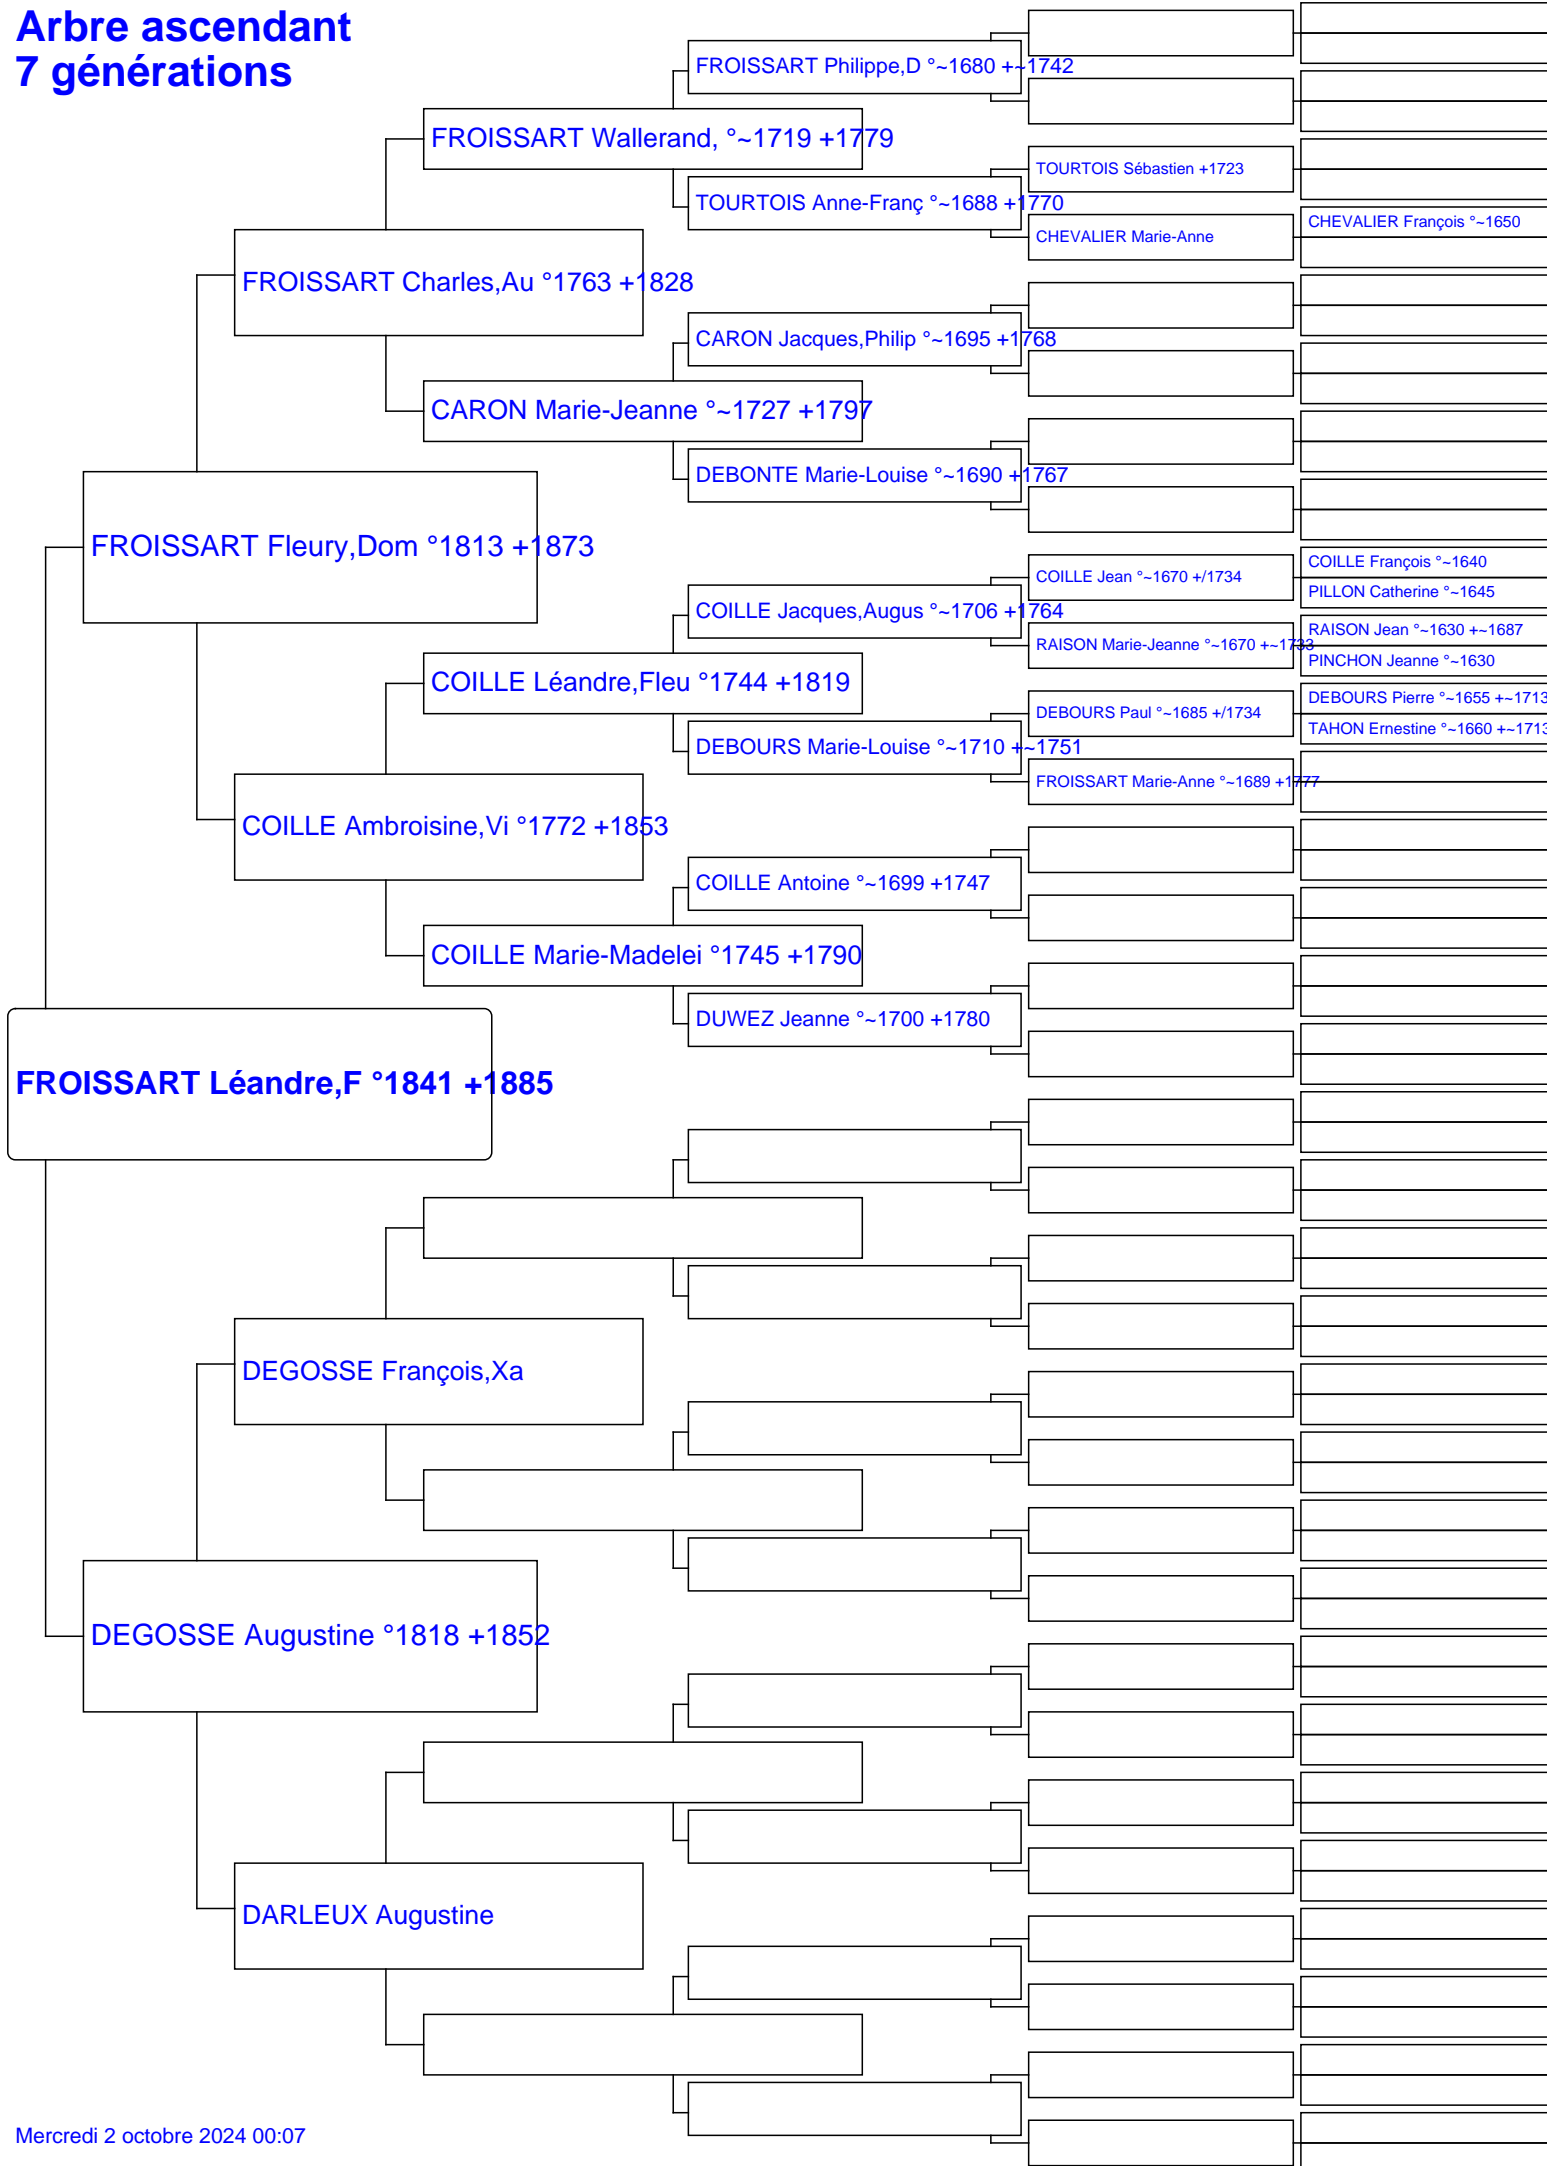 Arbre ascendant
7 générations
FROISSART Philippe,D °~1680 +~1742
FROISSART Wallerand, °~1719 +1779
TOURTOIS Sébastien +1723
TOURTOIS Anne-Franç °~1688 +1770
CHEVALIER François °~1650
CHEVALIER Marie-Anne
FROISSART Charles,Au °1763 +1828
CARON Jacques,Philip °~1695 +1768
CARON Marie-Jeanne °~1727 +1797
DEBONTE Marie-Louise °~1690 +1767
FROISSART Fleury,Dom °1813 +1873
COILLE François °~1640
COILLE Jean °~1670 +/1734
PILLON Catherine °~1645
COILLE Jacques,Augus °~1706 +1764
RAISON Jean °~1630 +~1687
RAISON Marie-Jeanne °~1670 +~1733
PINCHON Jeanne °~1630
COILLE Léandre,Fleu °1744 +1819
DEBOURS Pierre °~1655 +~1713
DEBOURS Paul °~1685 +/1734
TAHON Ernestine °~1660 +~1713
DEBOURS Marie-Louise °~1710 +~1751
FROISSART Marie-Anne °~1689 +1777
COILLE Ambroisine,Vi °1772 +1853
COILLE Antoine °~1699 +1747
COILLE Marie-Madelei °1745 +1790
DUWEZ Jeanne °~1700 +1780
FROISSART Léandre,F °1841 +1885
DEGOSSE François,Xa
DEGOSSE Augustine °1818 +1852
DARLEUX Augustine
Mercredi 2 octobre 2024 00:07